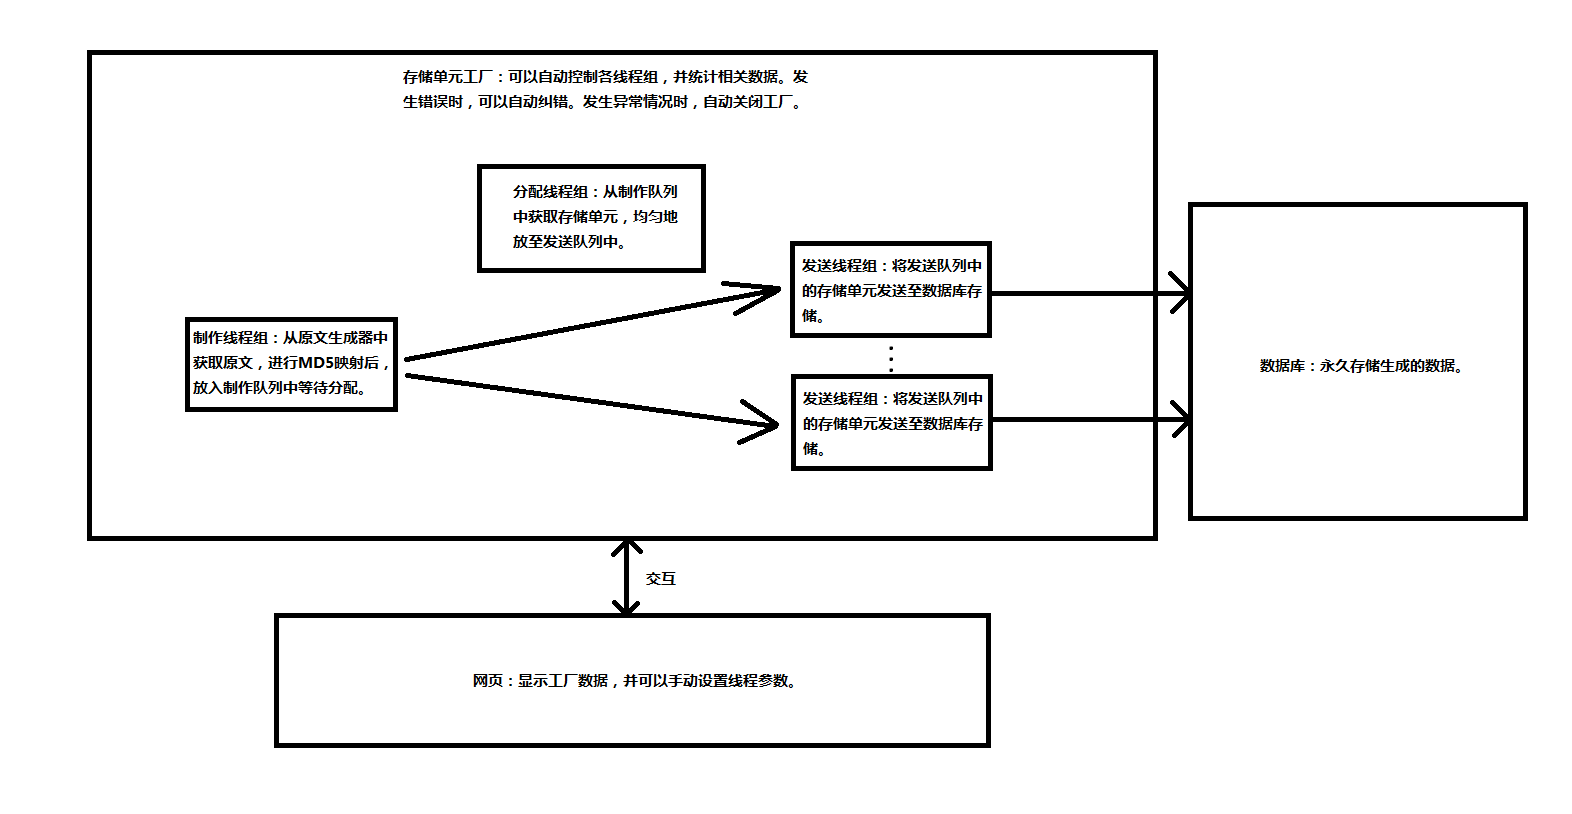 存储单元工厂：可以自动控制各线程组，并统计相关数据。发
生错误时，可以自动纠错。发生异常情况时，自动关闭工厂。
分配线程组：从制作队列
中获取存储单元，均匀地
放至发送队列中。
发送线程组：将发送队列中
的存储单元发送至数据库存
储。
制作线程组：从原文生成器中
获取原文，进行MD5映射后，
放入制作队列中等待分配。
发送线程组：将发送队列中
的存储单元发送至数据库存
储。
数据库：永久存储生成的数据。
交互
网页：显示工厂数据，并可以手动设置线程参数。